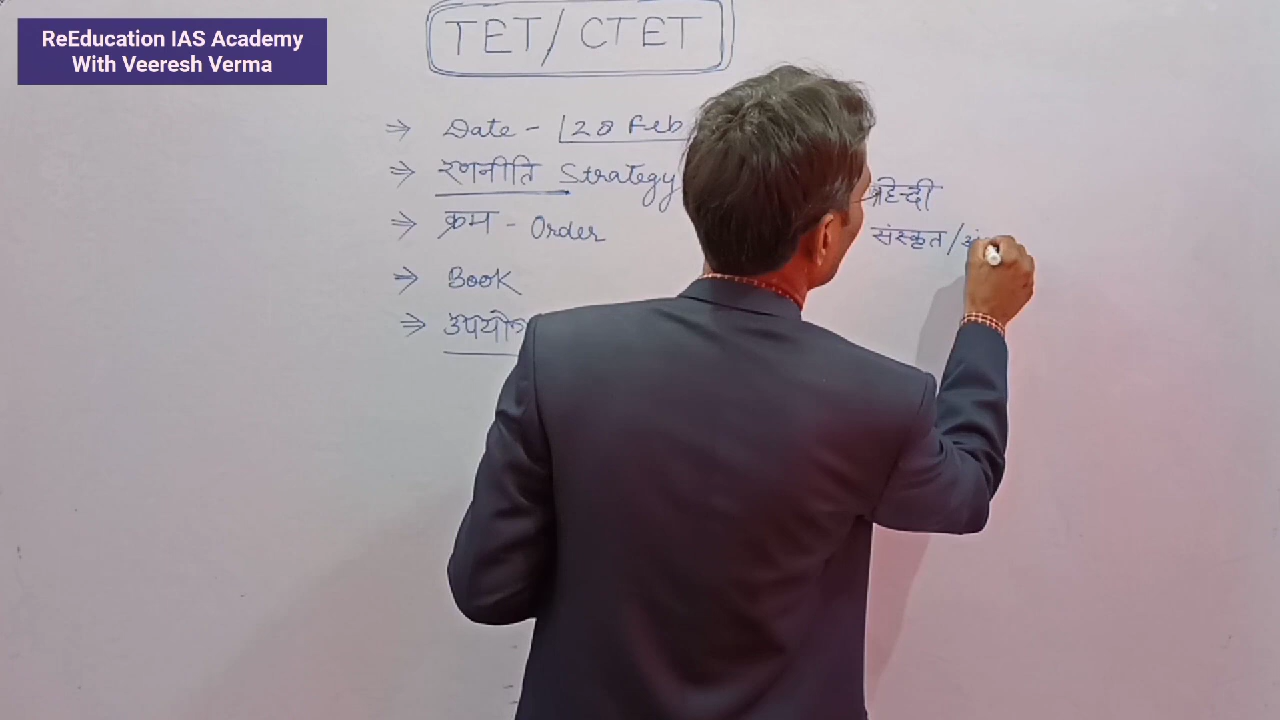 ReEducation IAS Academy
With Veeresh Verma
TET/CTET
⇒ Date - 28 Feb
⇒ रणनीति Strategy
⇒ क्रम - Order
⇒ Book
⇒
हिन्दी
संस्कृत /